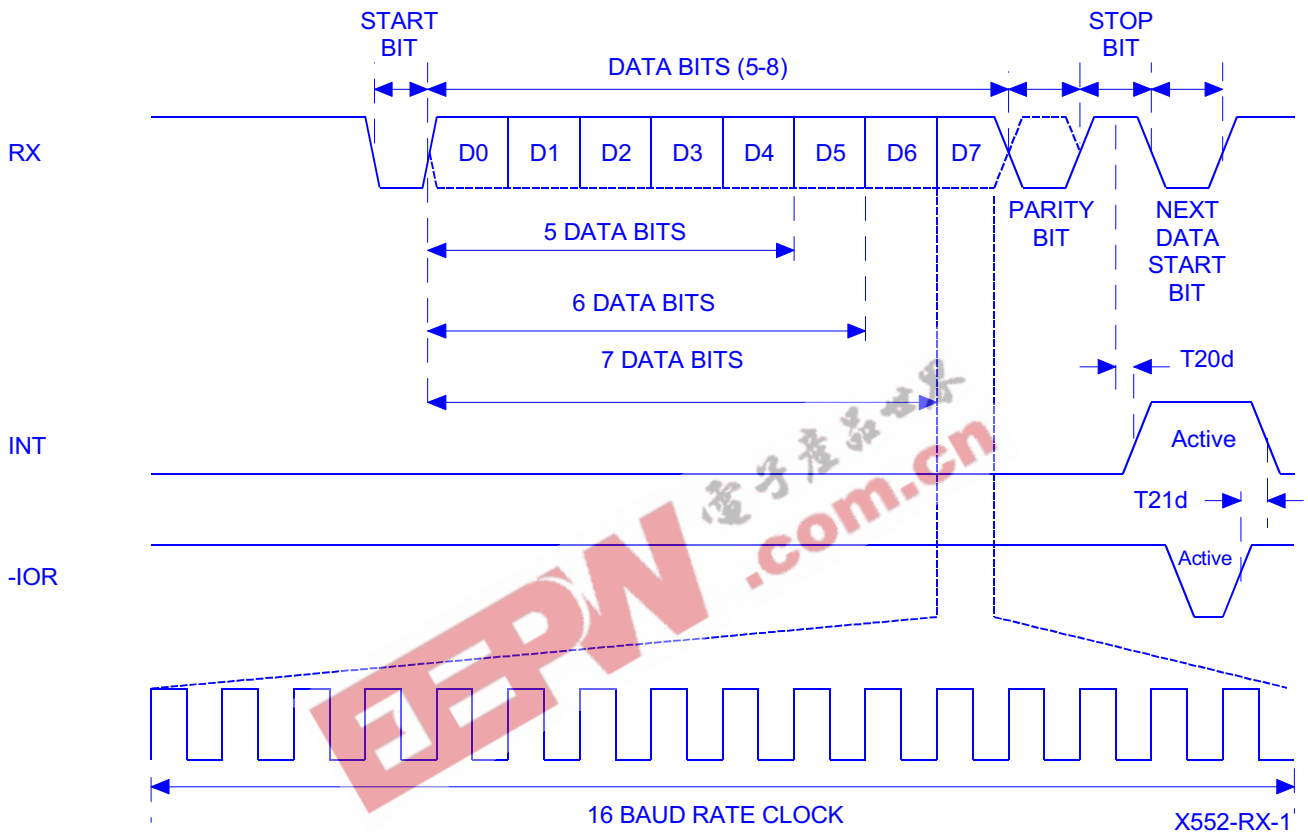 START
BIT
STOP
BIT
DATA BITS (5-8)
RX
D0 D1 D2 D3 D4 D5 D6 D7
PARITY
BIT
NEXT
DATA
START
BIT
5 DATA BITS
6 DATA BITS
7 DATA BITS
T20d
INT
Active
T21d
-IOR
Active
電子產品世界
EEPW .com.cn
16 BAUD RATE CLOCK
X552-RX-1